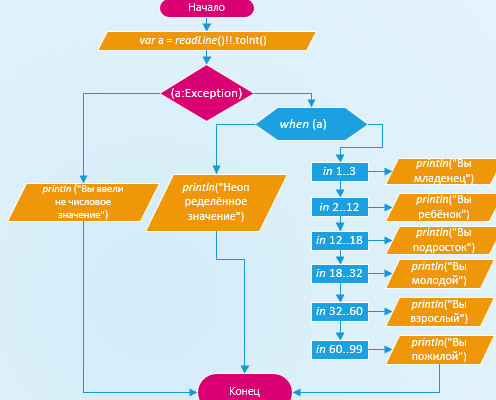 Начало
var a = readLine()!!.toInt()
(a:Exception)
when (a)
println ("Вы ввели
не числовое
значение")
println("Неоп
ределённое
значение")
in 1..3
println("Вы
младенец")
in 2..12
println("Вы
ребёнок")
in 12..18
println("Вы
подросток")
in 18..32
println("Вы
молодой")
in 32..60
println("Вы
взрослый")
in 60..99
println("Вы
пожилой")
Конец